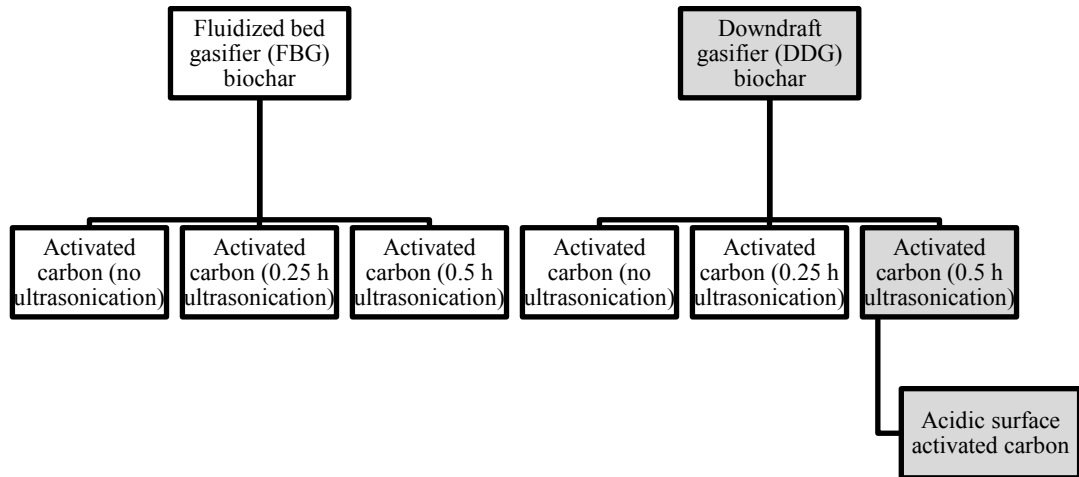 Fluidized bed
gasifier (FBG)
biochar
Downdraft
gasifier (DDG)
biochar
Activated
carbon (no
ultrasonication)
Activated
carbon (0.25 h
ultrasonication)
Activated
carbon (0.5 h
ultrasonication)
Activated
carbon (no
ultrasonication)
Activated
carbon (0.25 h
ultrasonication)
Activated
carbon (0.5 h
ultrasonication)
Acidic surface
activated carbon